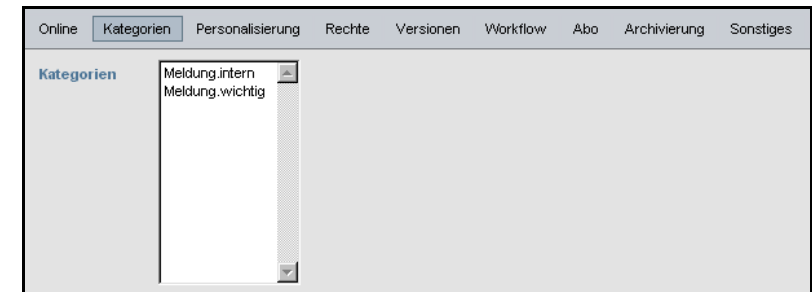 Online Kategorien Personalisierung Rechte Versionen Workflow Abo Archivierung Sonstiges
Kategorien
Meldung.intern
Meldung.wichtig